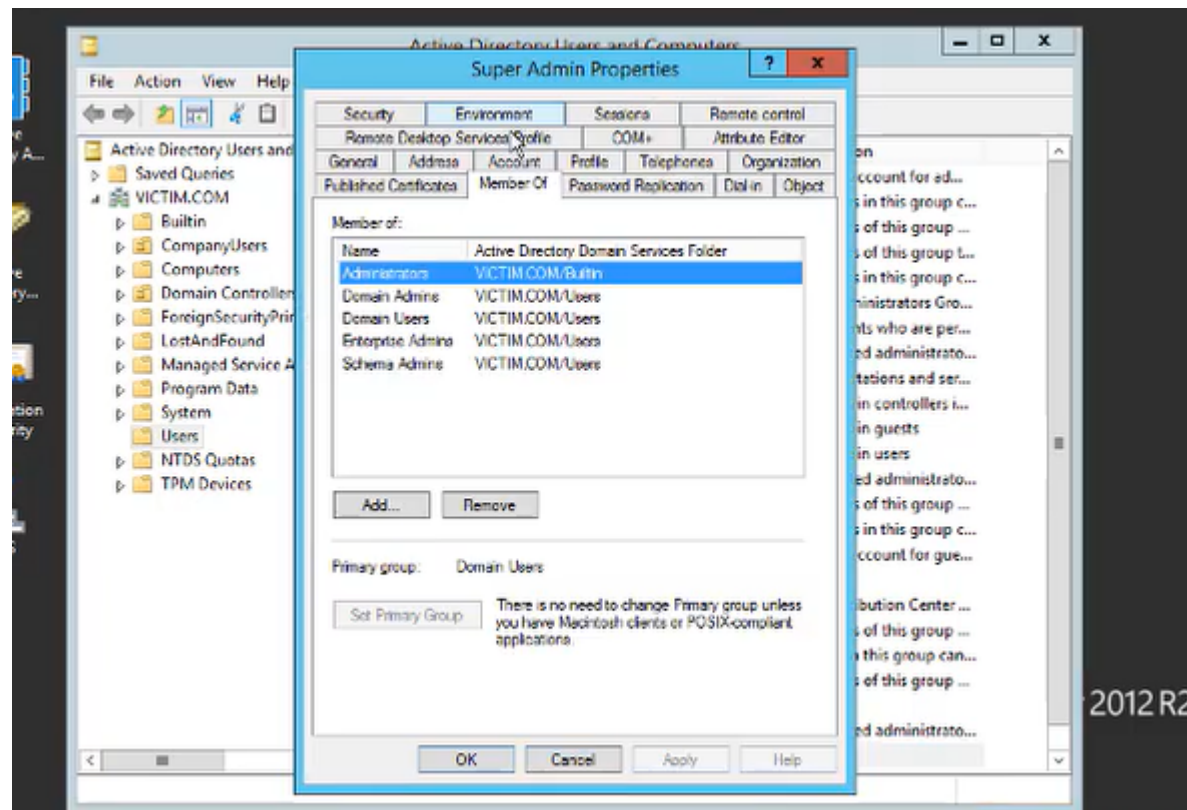 Active Directory Users and Computers
Super Admin Properties
?
x
x
File Action View Help
Security Environment Sessions Remote control
Remote Desktop Services Profile COM+ Attribute Editor
General Address Account Profile Telephones Organization
Published Certificates Member Of Password Replication Dial-in Object
Active Directory Users and
Saved Queries
VICTIM.COM
Builtin
CompanyUsers
Computers
Domain Controllers
ForeignSecurityPrin
LostAndFound
Managed Service A
Program Data
System
Users
NTDS Quotas
TPM Devices
Member of:
Name Active Directory Domain Services Folder
Administrators VICTIM.COM/Builtin
Domain Admins VICTIM.COM/Users
Domain Users VICTIM.COM/Users
Enterprise Admins VICTIM.COM/Users
Schema Admins VICTIM.COM/Users
Add... Remove
Primary group: Domain Users
Set Primary Group
There is no need to change Primary group unless
you have Macintosh clients or POSIX-compliant
applications.
OK Cancel Apply Help
on
ccount for ad...
s in this group c...
s of this group ...
s of this group t...
s in this group c...
ministrators Gro...
nts who are per...
ed administrato...
tations and ser...
in controllers i...
in guests
in users
ed administrato...
s of this group ...
s in this group c...
ccount for gue...
ibution Center ...
s of this group ...
n this group can...
s of this group ...
ed administrato...
2012 R2
y A...
ry...
ation
rity